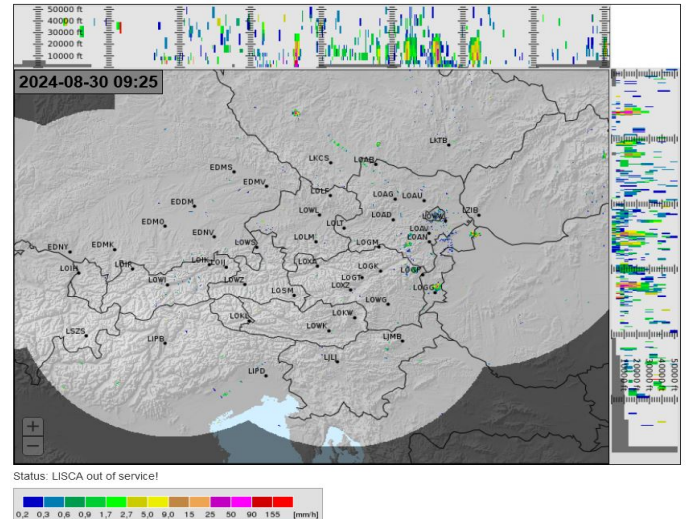 50000 ft
40000 ft
30000 ft
20000 ft
10000 ft
2024-08-30 09:25
LKTB
LKCS
LOAB
EDMS
EDMV
LOLF
LOAG LOAU
EDDM
LOWL
LOAD
LZIB
EDMO
LOLT
LOAV
EDNV
LOLM
LOAN
EDNY
EDMK
LOWS
LOGM
LOIH
LOIR
LOIK LOIJ
LOXA
LOGK
LOGF
LOWI
LOWZ
LOGT
LOSM
LOXZ
LOGG
LOWG
LOKL
LOKW
LSZS
LOWK
LIPB
LJMB
LJLJ
LIPD
10000 ft
20000 ft
30000 ft
40000 ft
50000 ft
+
−
Status: LISCA out of service!
0,2 0,3 0,6 0,9 1,7 2,7 5,0 9,0 15 25 50 90 155 [mm/h]